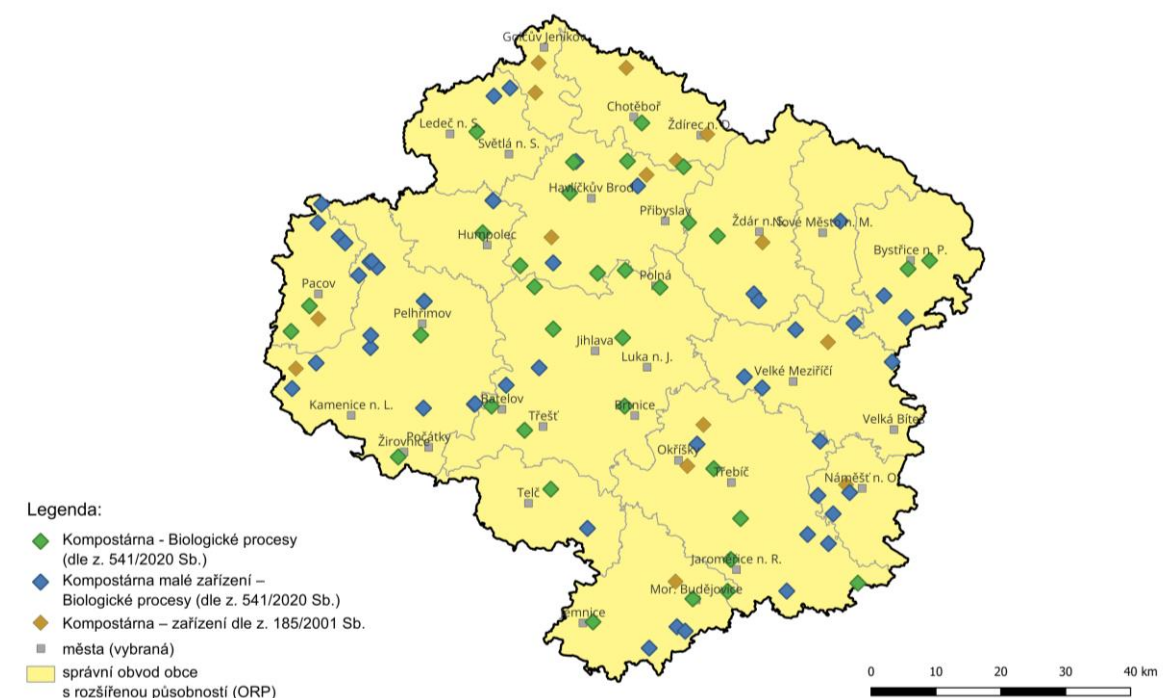 Golčův Jeníkov
Chotěboř
Ledeč n. S.
Ždírec n. D.
Světlá n. S.
Havlíčkův Brod
Přibyslav
Ždár n. S.
Nové Město n. M.
Humpolec
Bystřice n. P.
Polná
Pacov
Pelhřimov
Jihlava
Luka n. J.
Velké Meziříčí
Kamenice n. L.
Batelov
Brtnice
Třešť
Velká Bíteš
Počátky
Žirovnice
Okříšky
Třebíč
Náměšť n. O.
Telč
Jaroměřice n. R.
Mor. Budějovice
Jemnice
Legenda:
Kompostárna - Biologické procesy
(dle z. 541/2020 Sb.)
Kompostárna malé zařízení –
Biologické procesy (dle z. 541/2020 Sb.)
Kompostárna – zařízení dle z. 185/2001 Sb.
města (vybraná)
správní obvod obce
s rozšířenou působností (ORP)
0 10 20 30 40 km